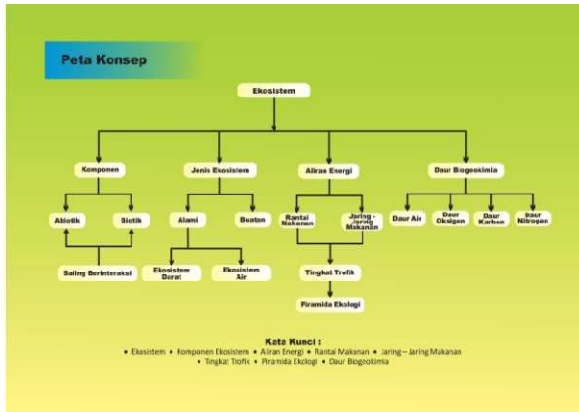 Peta Konsep
Ekosistem
Komponen
Jenis Ekosistem
Aliran Energi
Daur Biogeokimia
Abiotik
Biotik
Alami
Buatan
Rantai
Makanan
Jaring -
Jaring
Makanan
Daur Air
Daur
Oksigen
Daur
Karbon
Daur
Nitrogen
Saling Berinteraksi
Ekosistem
Darat
Ekosistem
Air
Tingkat Trofik
Piramida Ekologi
Kata Kunci :
• Ekosistem • Komponen Ekosistem • Aliran Energi • Rantai Makanan • Jaring – Jaring Makanan
• Tingkat Trofik • Piramida Ekologi • Daur Biogeokimia